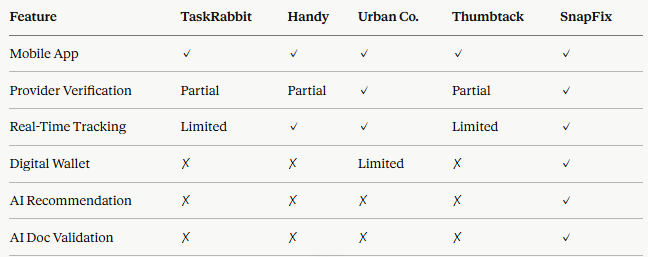 Feature TaskRabbit Handy Urban Co. Thumbtack SnapFix
Mobile App ✓ ✓ ✓ ✓ ✓
Provider Verification Partial Partial ✓ Partial ✓
Real-Time Tracking Limited ✓ ✓ Limited ✓
Digital Wallet ✗ ✗ Limited ✗ ✓
AI Recommendation ✗ ✗ ✗ ✗ ✓
AI Doc Validation ✗ ✗ ✗ ✗ ✓